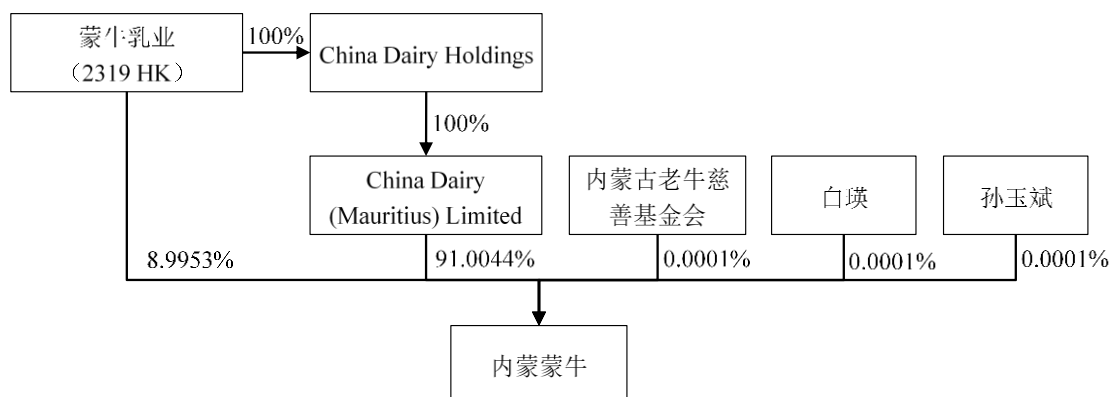 蒙牛乳业
（2319 HK）
100%
China Dairy Holdings
100%
China Dairy
(Mauritius) Limited
内蒙古老牛慈
善基金会
白瑛
孙玉斌
8.9953%
91.0044%
0.0001%
0.0001%
0.0001%
内蒙蒙牛